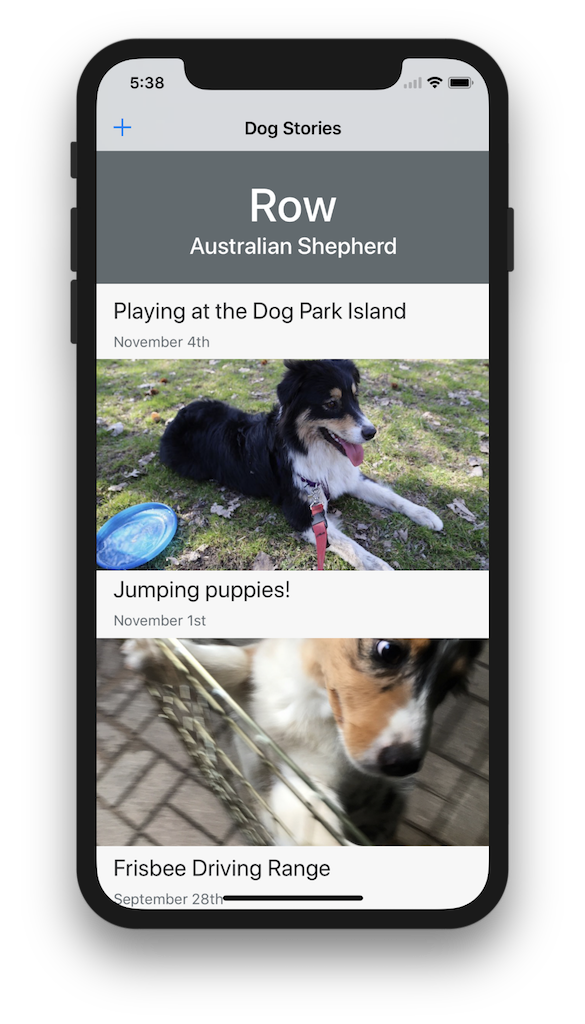 5:38
Dog Stories
Row
Australian Shepherd
Playing at the Dog Park Island
November 4th
Jumping puppies!
November 1st
Frisbee Driving Range
September 28th